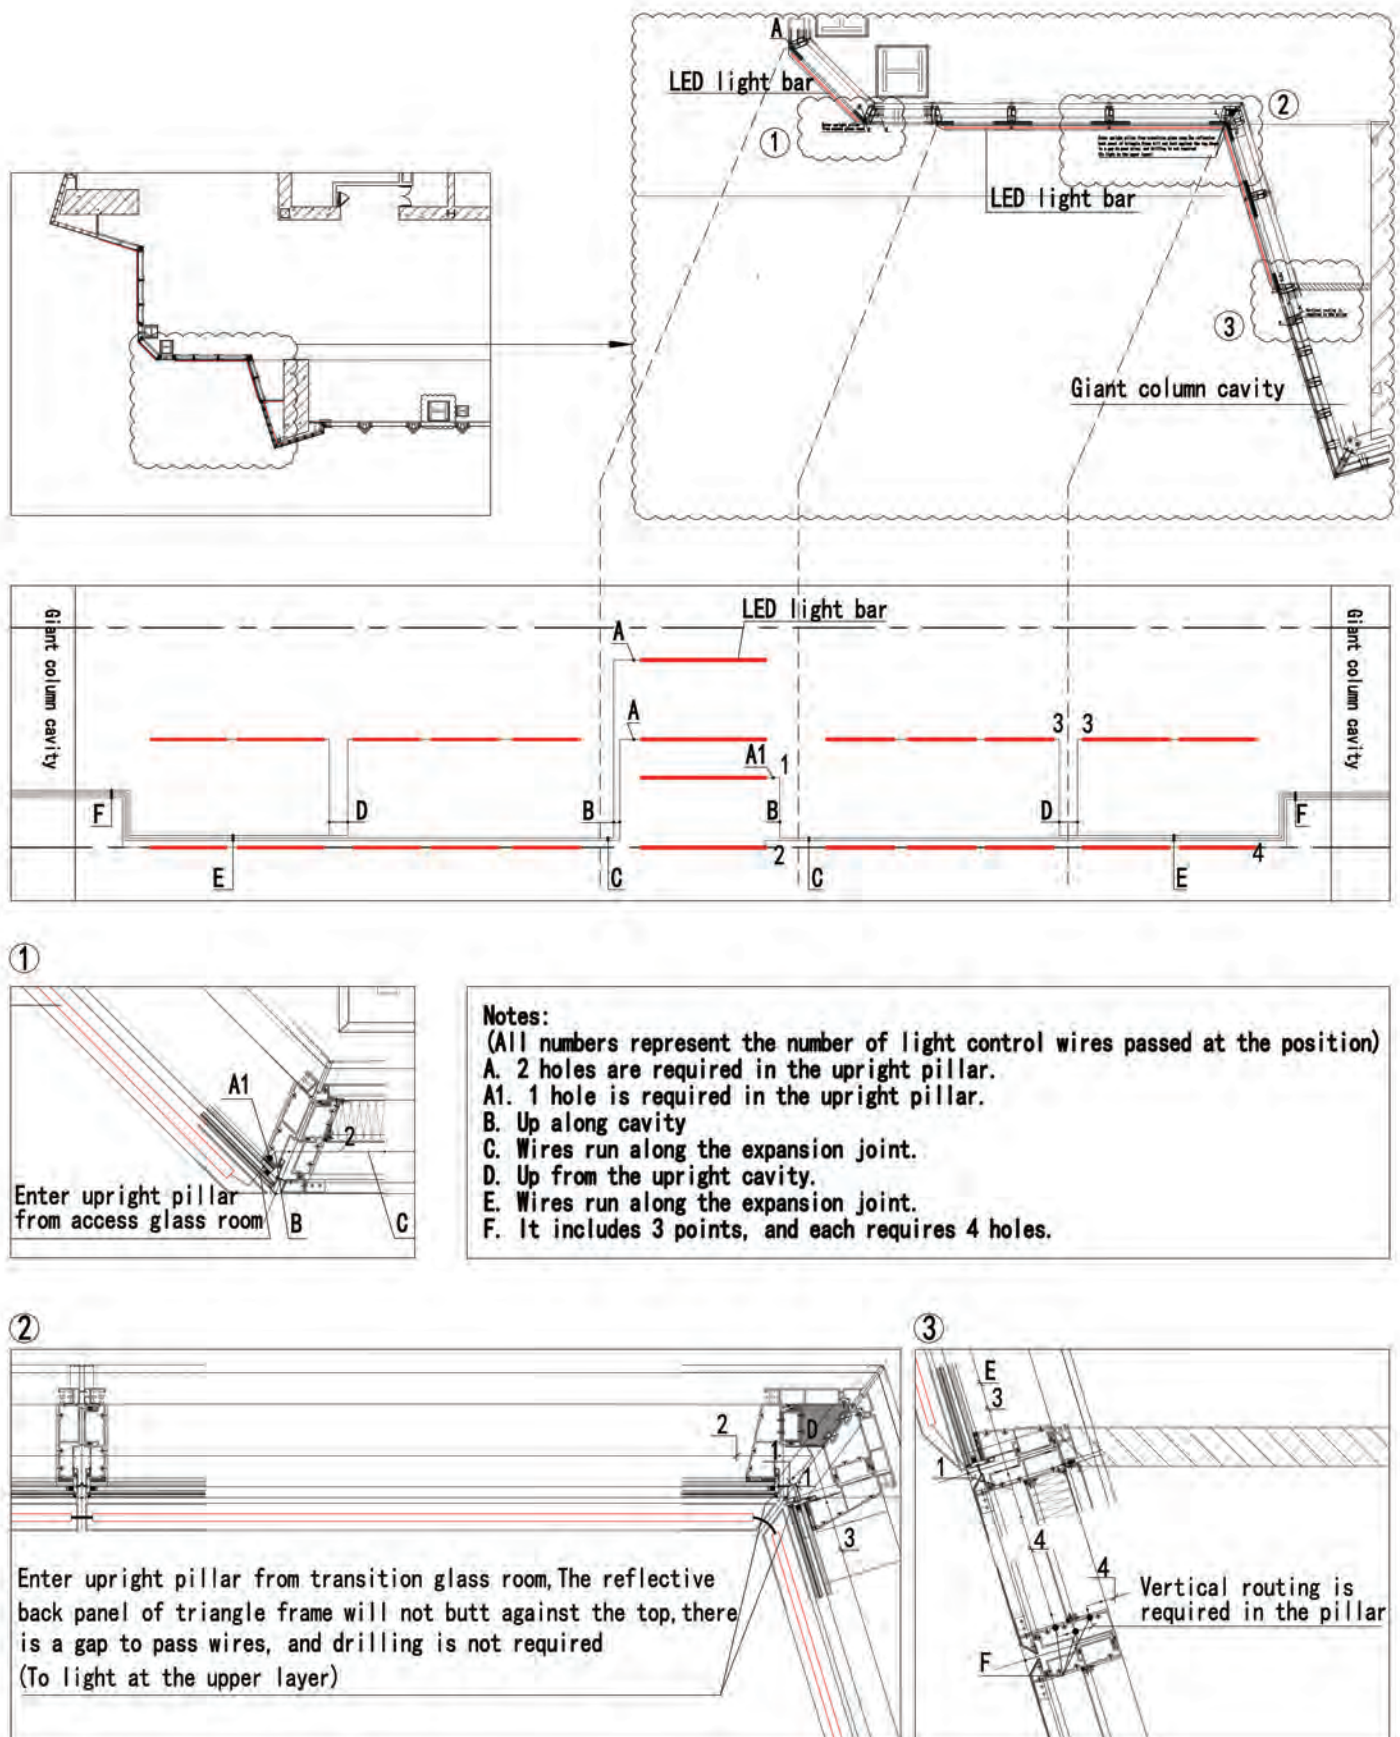 A
LED light bar
①
②
LED light bar
③
Giant column cavity
Giant column cavity
LED light bar
A
A
A1
1
3
3
Giant column cavity
F
D
B
B
D
F
E
C
2
C
E
4
①
A1
2
Enter upright pillar
from access glass room
B
C
Notes:
(All numbers represent the number of light control wires passed at the position)
A. 2 holes are required in the upright pillar.
A1. 1 hole is required in the upright pillar.
B. Up along cavity
C. Wires run along the expansion joint.
D. Up from the upright cavity.
E. Wires run along the expansion joint.
F. It includes 3 points, and each requires 4 holes.
②
2
D
1
1
3
Enter upright pillar from transition glass room, The reflective
back panel of triangle frame will not butt against the top, there
is a gap to pass wires, and drilling is not required
(To light at the upper layer)
③
E
3
1
4
4
Vertical routing is
required in the pillar
F